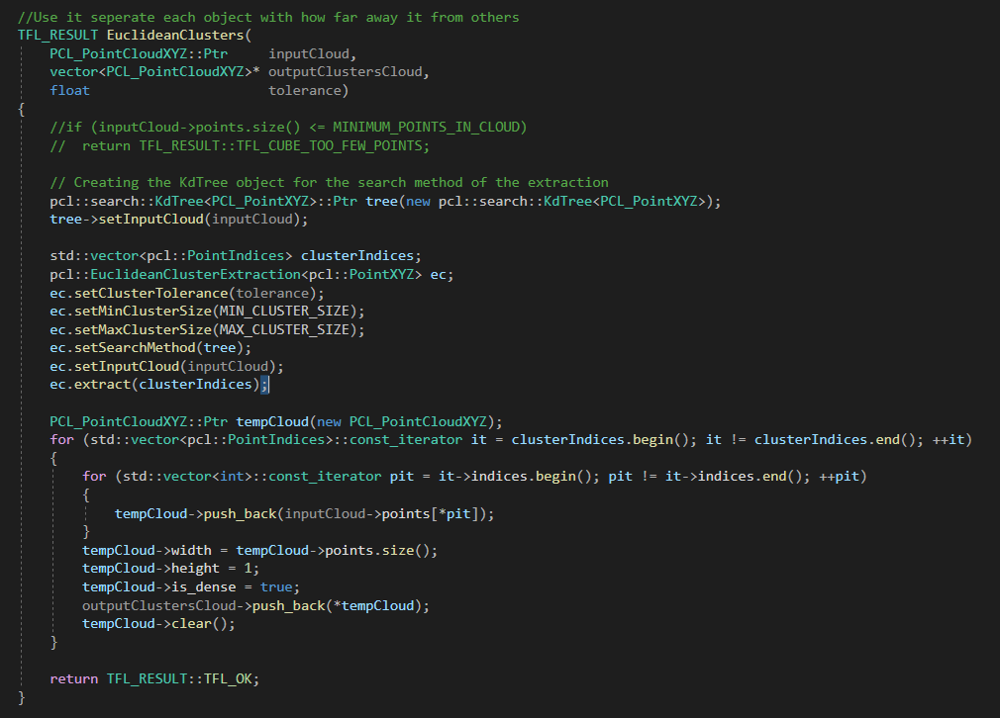 //Use it seperate each object with how far away it from others
TFL_RESULT EuclideanClusters(
    PCL_PointCloudXYZ::Ptr     inputCloud,
    vector<PCL_PointCloudXYZ>* outputClustersCloud,
    float                      tolerance)
{
    //if (inputCloud->points.size() <= MINIMUM_POINTS_IN_CLOUD)
    //  return TFL_RESULT::TFL_CUBE_TOO_FEW_POINTS;

    // Creating the KdTree object for the search method of the extraction
    pcl::search::KdTree<PCL_PointXYZ>::Ptr tree(new pcl::search::KdTree<PCL_PointXYZ>);
    tree->setInputCloud(inputCloud);

    std::vector<pcl::PointIndices> clusterIndices;
    pcl::EuclideanClusterExtraction<pcl::PointXYZ> ec;
    ec.setClusterTolerance(tolerance);
    ec.setMinClusterSize(MIN_CLUSTER_SIZE);
    ec.setMaxClusterSize(MAX_CLUSTER_SIZE);
    ec.setSearchMethod(tree);
    ec.setInputCloud(inputCloud);
    ec.extract(clusterIndices);

    PCL_PointCloudXYZ::Ptr tempCloud(new PCL_PointCloudXYZ);
    for (std::vector<pcl::PointIndices>::const_iterator it = clusterIndices.begin(); it != clusterIndices.end(); ++it)
    {
        for (std::vector<int>::const_iterator pit = it->indices.begin(); pit != it->indices.end(); ++pit)
        {
            tempCloud->push_back(inputCloud->points[*pit]);
        }
        tempCloud->width = tempCloud->points.size();
        tempCloud->height = 1;
        tempCloud->is_dense = true;
        outputClustersCloud->push_back(*tempCloud);
        tempCloud->clear();
    }

    return TFL_RESULT::TFL_OK;
}